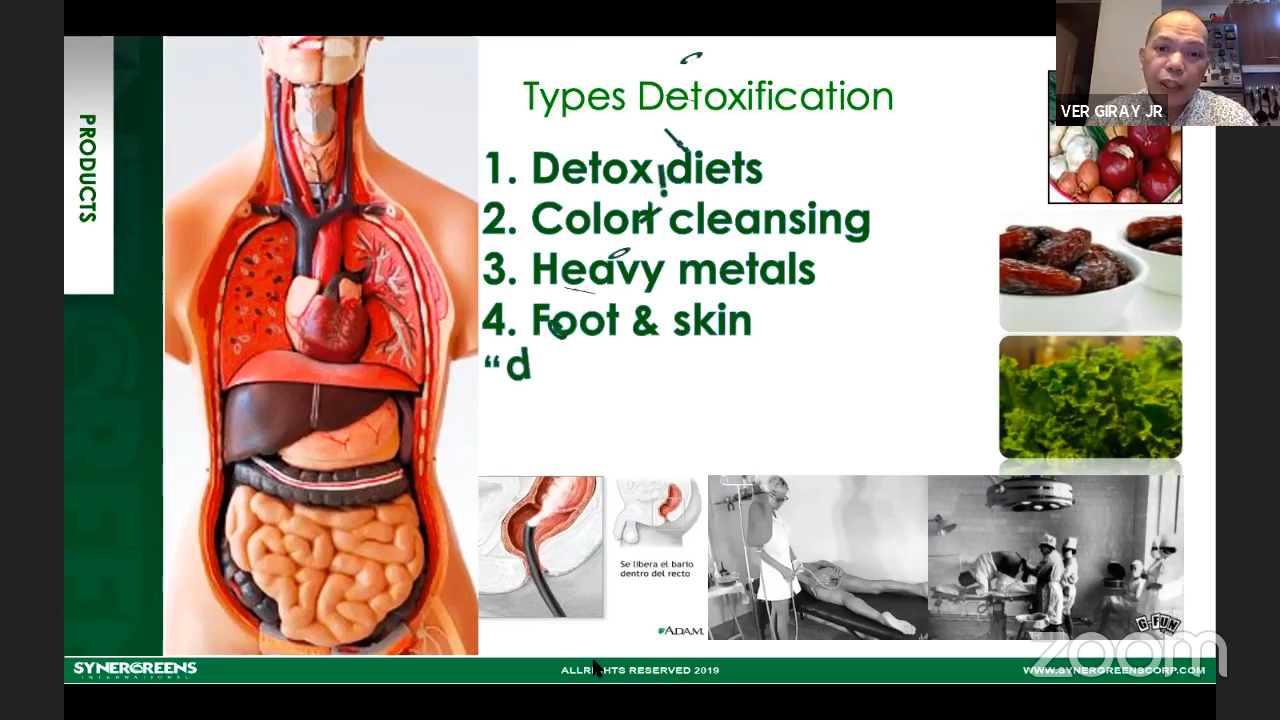 PRODUCTS
Types Detoxification
VER GIRAY JR
1. Detox diets
2. Colon cleansing
3. Heavy metals
4. Foot & skin
“d
Se libera el bario
dentro del recto
ADAM.
G-FUN
zoom
SYNERGREENS
INTERNATIONAL
ALL RIGHTS RESERVED 2019
WWW.SYNERGREENSCORP.COM